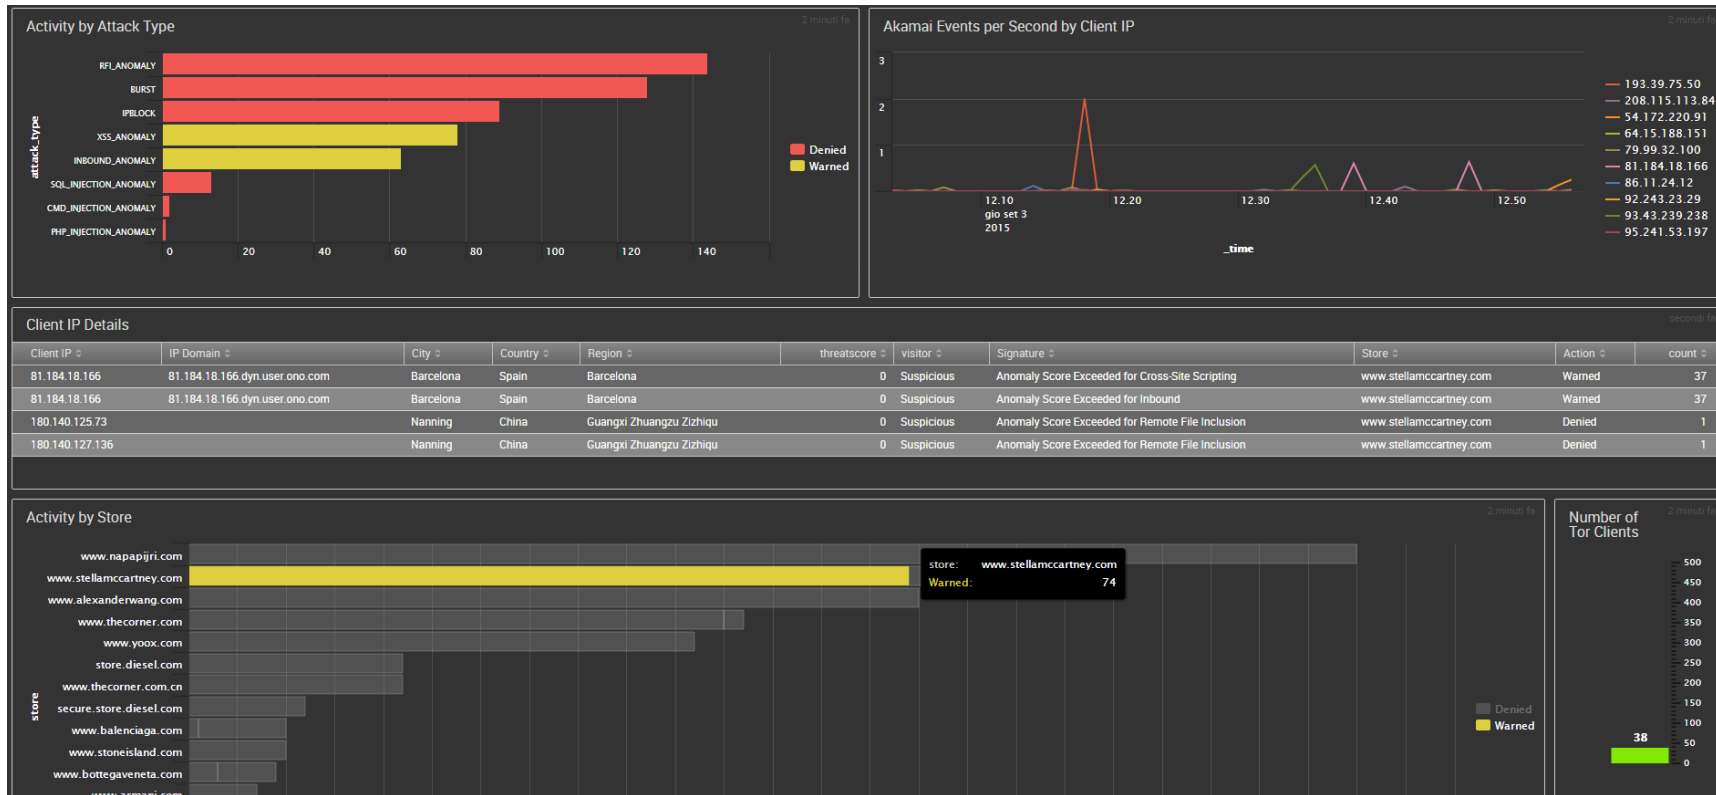 Activity by Attack Type
2 minuti fa
RFI_ANOMALY
BURST
IPBLOCK
XSS_ANOMALY
INBOUND_ANOMALY
SQL_INJECTION_ANOMALY
CMD_INJECTION_ANOMALY
PHP_INJECTION_ANOMALY
attack_type
0 20 40 60 80 100 120 140
Denied
Warned
Akamai Events per Second by Client IP
2 minuti fa
3
2
1
12.10 12.20 12.30 12.40 12.50
gio set 3
2015
_time
193.39.75.50
208.115.113.84
54.172.220.91
64.15.188.151
79.99.32.100
81.184.18.166
86.11.24.12
92.243.23.29
93.43.239.238
95.241.53.197
Client IP Details
secondi fa
Client IP IP Domain City Country Region threatscore visitor Signature Store Action count
81.184.18.166 81.184.18.166.dyn.user.ono.com Barcelona Spain Barcelona 0 Suspicious Anomaly Score Exceeded for Cross-Site Scripting www.stellamccartney.com Warned 37
81.184.18.166 81.184.18.166.dyn.user.ono.com Barcelona Spain Barcelona 0 Suspicious Anomaly Score Exceeded for Inbound www.stellamccartney.com Warned 37
180.140.125.73 Nanning China Guangxi Zhuangzu Zizhiqu 0 Suspicious Anomaly Score Exceeded for Remote File Inclusion www.stellamccartney.com Denied 1
180.140.127.136 Nanning China Guangxi Zhuangzu Zizhiqu 0 Suspicious Anomaly Score Exceeded for Remote File Inclusion www.stellamccartney.com Denied 1
Activity by Store
2 minuti fa
www.napapijri.com
www.stellamccartney.com
www.alexanderwang.com
www.thecorner.com
www.yoox.com
store.diesel.com
www.thecorner.com.cn
secure.store.diesel.com
www.balenciaga.com
www.stoneisland.com
www.bottegaveneta.com
www.armani.com
store
store: www.stellamccartney.com
Warned: 74
Denied
Warned
Number of
Tor Clients
2 minuti fa
500
450
400
350
300
250
200
150
100
50
0
38